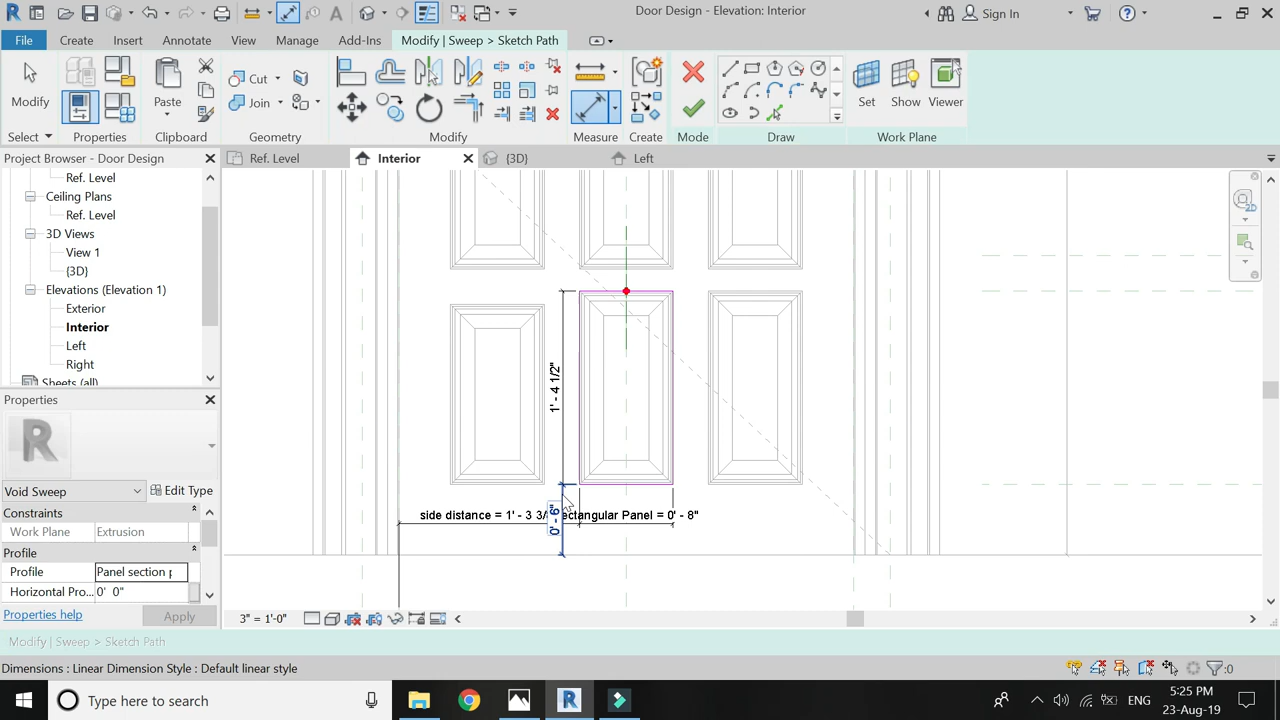 Door Design - Elevation: Interior
Sign In
File
Create
Insert
Annotate
View
Manage
Add-Ins
Modify | Sweep > Sketch Path
Modify
Paste
Cut
Join
Set
Show
Viewer
Select
Properties
Clipboard
Geometry
Modify
Measure
Create
Mode
Draw
Work Plane
Project Browser - Door Design
Ref. Level
Ceiling Plans
Ref. Level
3D Views
View 1
{3D}
Elevations (Elevation 1)
Exterior
Interior
Left
Right
Sheets (all)
Ref. Level
Interior
{3D}
Left
Properties
Void Sweep
Edit Type
Constraints
Work Plane
Extrusion
Profile
Profile
Panel section p
Horizontal Pro...
0' 0"
Properties help
Apply
1' - 4 1/2"
0' - 6"
side distance = 1' - 3 3/
ectangular Panel = 0' - 8"
3" = 1'-0"
Modify | Sweep > Sketch Path
Dimensions : Linear Dimension Style : Default linear style
:0
Type here to search
ENG
5:25 PM
23-Aug-19